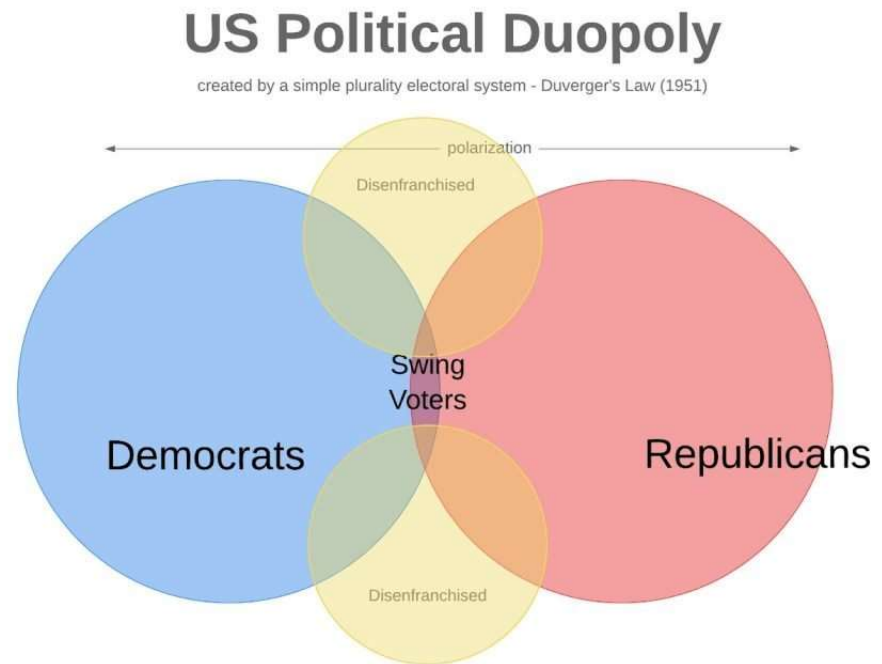 US Political Duopoly
created by a simple plurality electoral system - Duverger's Law (1951)
polarization
Disenfranchised
Swing
Voters
Democrats
Republicans
Disenfranchised